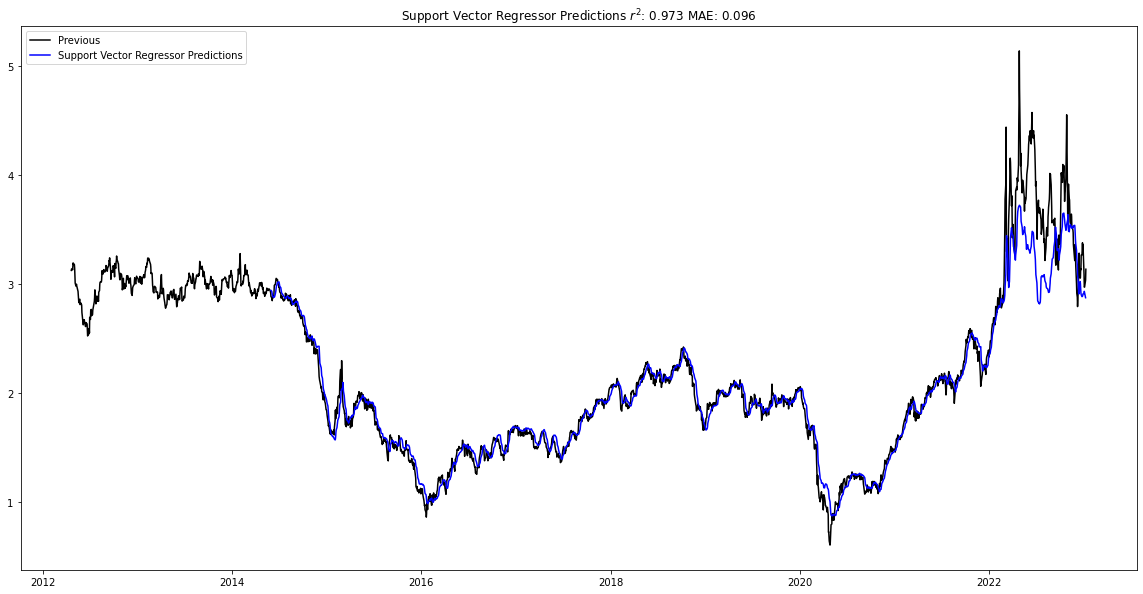 Support Vector Regressor Predictions r²: 0.973 MAE: 0.096
Previous
Support Vector Regressor Predictions
5
4
3
2
1
2012 2014 2016 2018 2020 2022